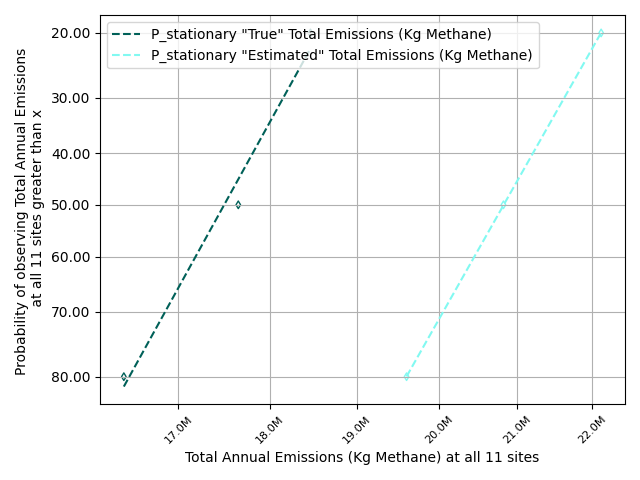 P_stationary "True" Total Emissions (Kg Methane)
P_stationary "Estimated" Total Emissions (Kg Methane)
Probability of observing Total Annual Emissions
at all 11 sites greater than x
20.00
30.00
40.00
50.00
60.00
70.00
80.00
17.0M
18.0M
19.0M
20.0M
21.0M
22.0M
Total Annual Emissions (Kg Methane) at all 11 sites